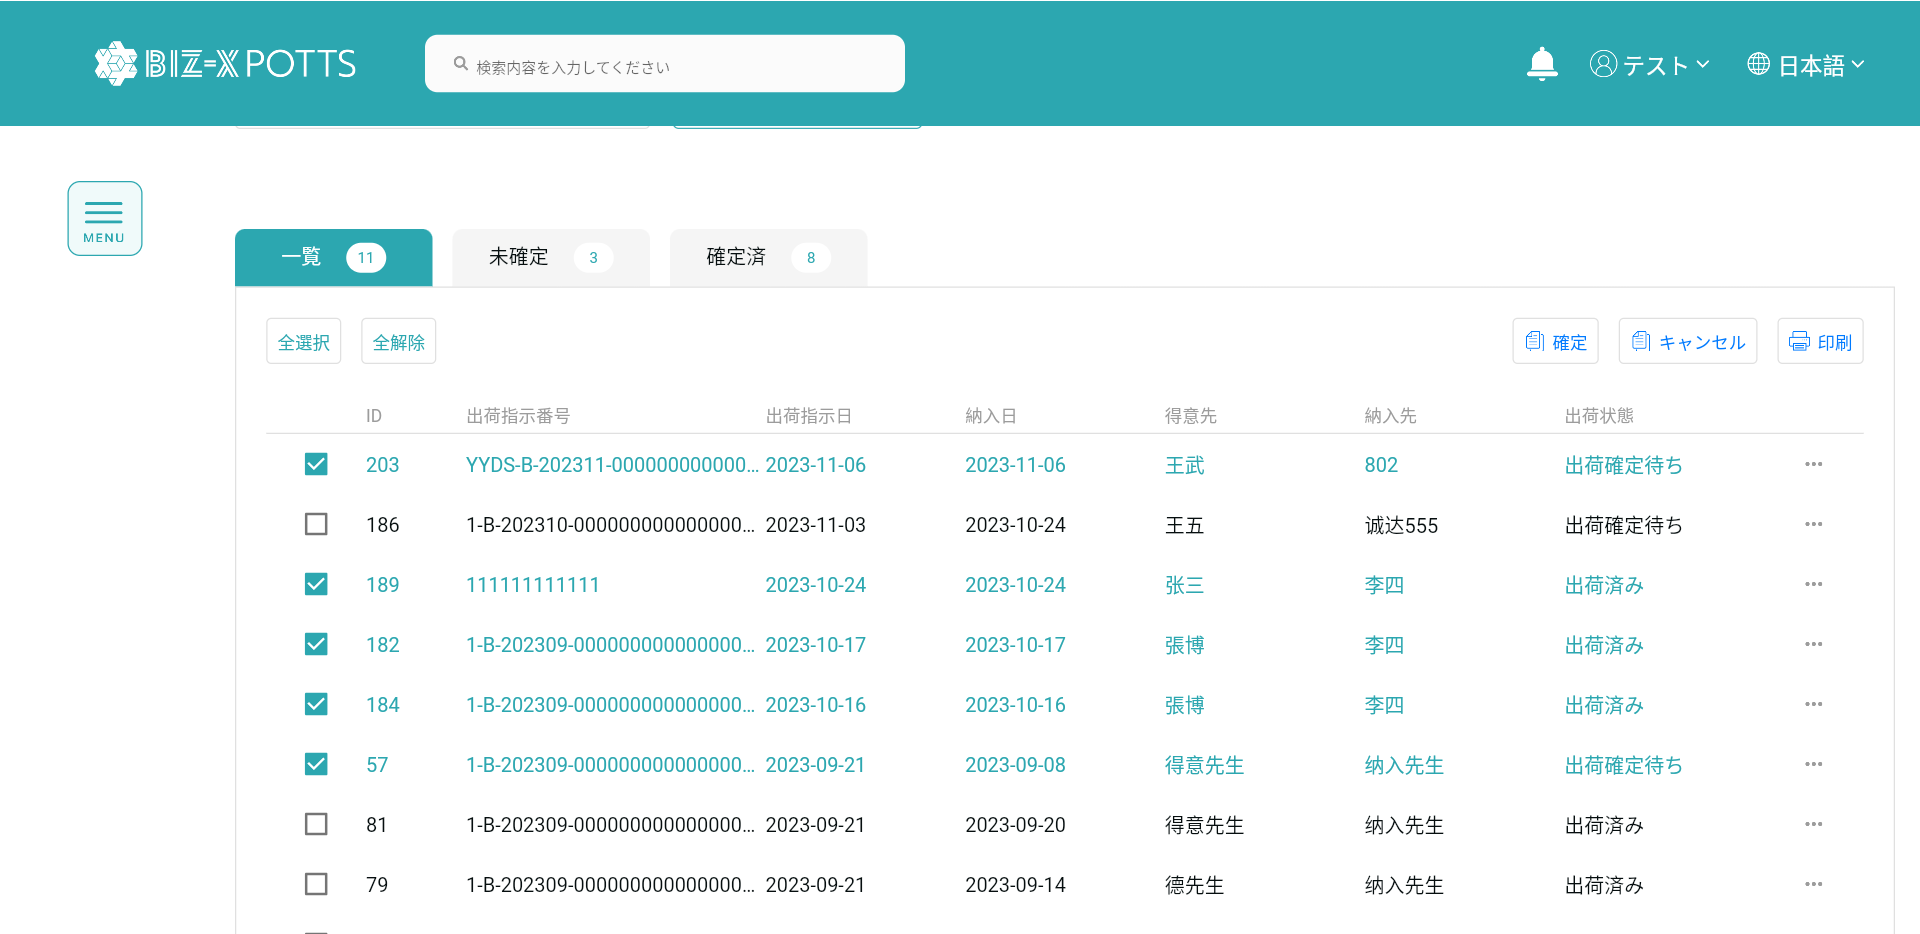 BIZ=X POTTS 検索内容を入力してください テスト 日本語
MENU
一覧 11 未確定 3 確定済 8
全選択 全解除 確定 キャンセル 印刷
ID 出荷指示番号 出荷指示日 納入日 得意先 納入先 出荷状態
203 YYDS-B-202311-000000000000... 2023-11-06 2023-11-06 王武 802 出荷確定待ち
186 1-B-202310-000000000000000... 2023-11-03 2023-10-24 王五 诚达555 出荷確定待ち
189 111111111111 2023-10-24 2023-10-24 张三 李四 出荷済み
182 1-B-202309-000000000000000... 2023-10-17 2023-10-17 張博 李四 出荷済み
184 1-B-202309-000000000000000... 2023-10-16 2023-10-16 張博 李四 出荷済み
57 1-B-202309-000000000000000... 2023-09-21 2023-09-08 得意先生 纳入先生 出荷確定待ち
81 1-B-202309-000000000000000... 2023-09-21 2023-09-20 得意先生 纳入先生 出荷済み
79 1-B-202309-000000000000000... 2023-09-21 2023-09-14 德先生 纳入先生 出荷済み